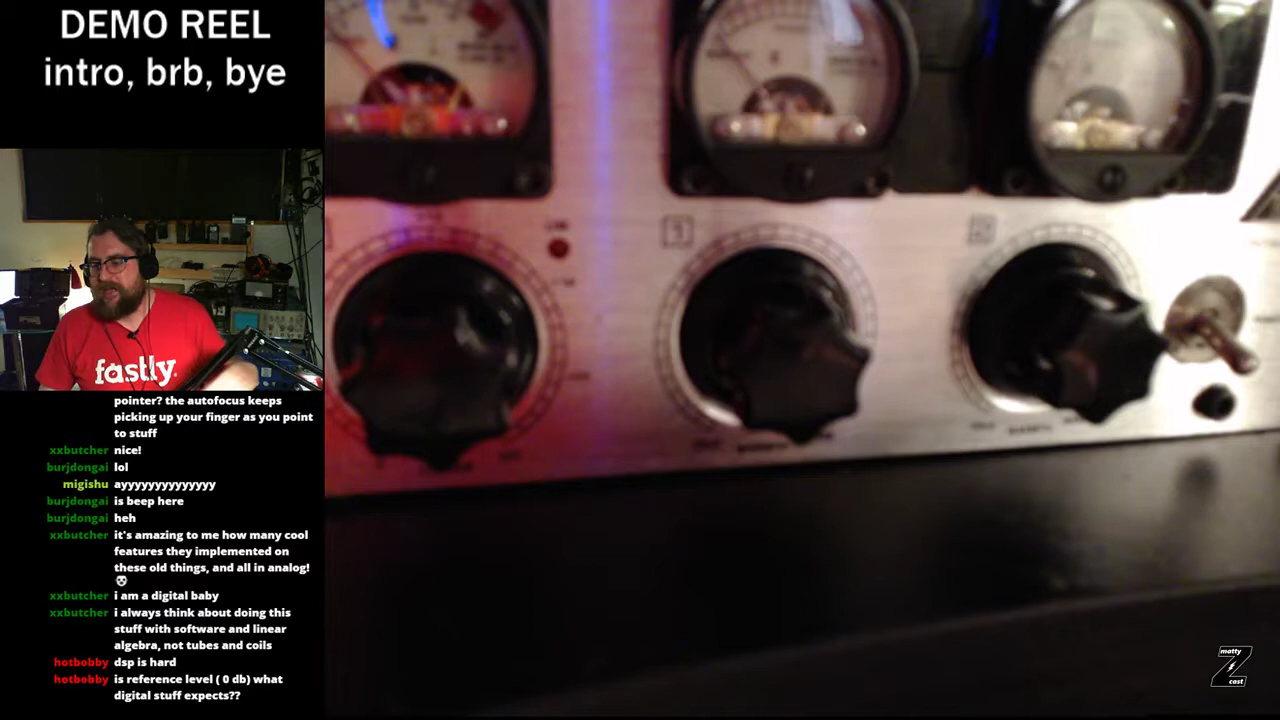 DEMO REEL
intro, brb, bye
fastly.
pointer? the autofocus keeps
picking up your finger as you point
to stuff
xxbutcher nice!
burjdongai lol
migishu ayyyyyyyyyyyyyy
burjdongai is beep here
burjdongai heh
xxbutcher it's amazing to me how many cool
features they implemented on
these old things, and all in analog!
xxbutcher i am a digital baby
xxbutcher i always think about doing this
stuff with software and linear
algebra, not tubes and coils
hotbobby dsp is hard
hotbobby is reference level ( 0 db) what
digital stuff expects??
1
2
matty
Z
cast